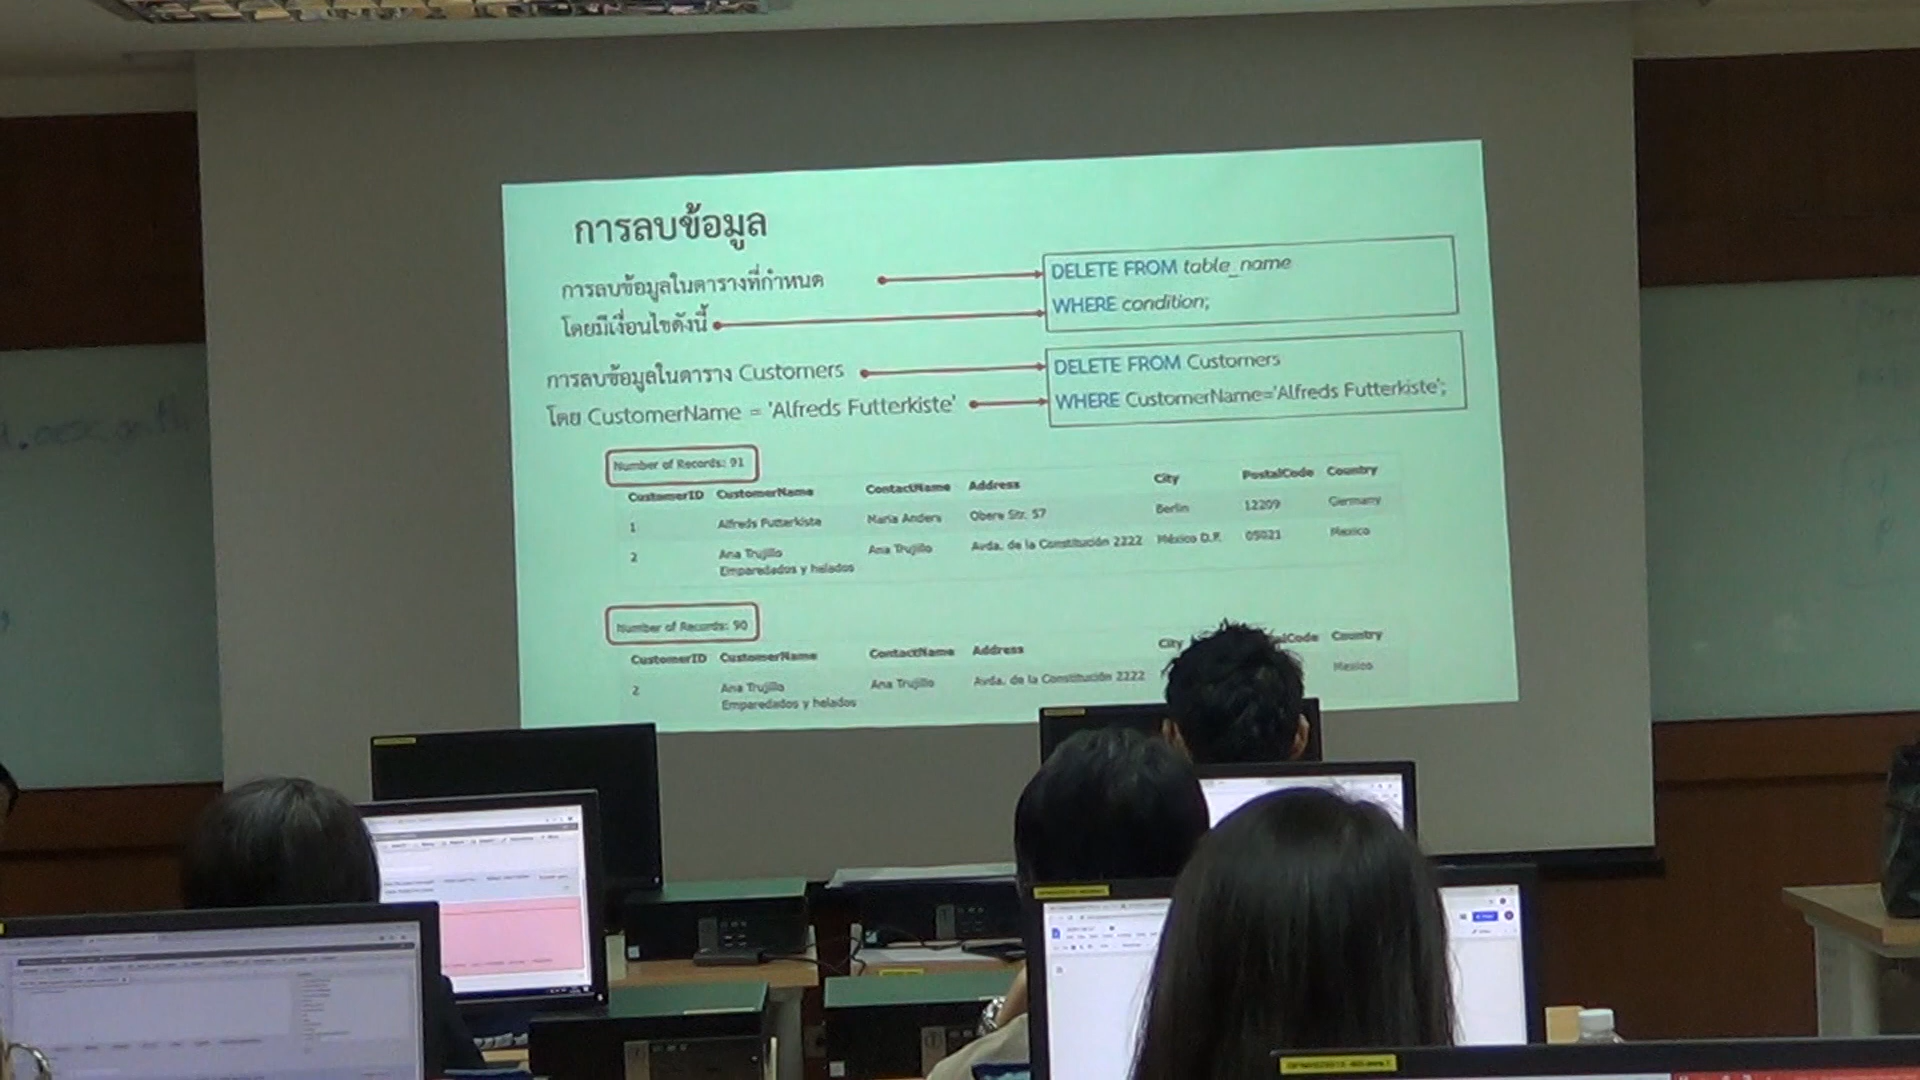 การลบข้อมูล
การลบข้อมูลในตารางที่กำหนด
DELETE FROM table_name
โดยมีเงื่อนไขดังนี้
WHERE condition;
การลบข้อมูลในตาราง Customers
DELETE FROM Customers
โดย CustomerName = 'Alfreds Futterkiste'
WHERE CustomerName='Alfreds Futterkiste';
Number of Records: 91
CustomerID CustomerName ContactName Address City PostalCode Country
1 Alfreds Futterkiste Maria Anders Obere Str. 57 Berlin 12209 Germany
2 Ana Trujillo Emparedados y helados Ana Trujillo Avda. de la Constitución 2222 México D.F. 05021 Mexico
Number of Records: 90
CustomerID CustomerName ContactName Address City Country
2 Ana Trujillo Emparedados y helados Ana Trujillo Avda. de la Constitución 2222 Mexico